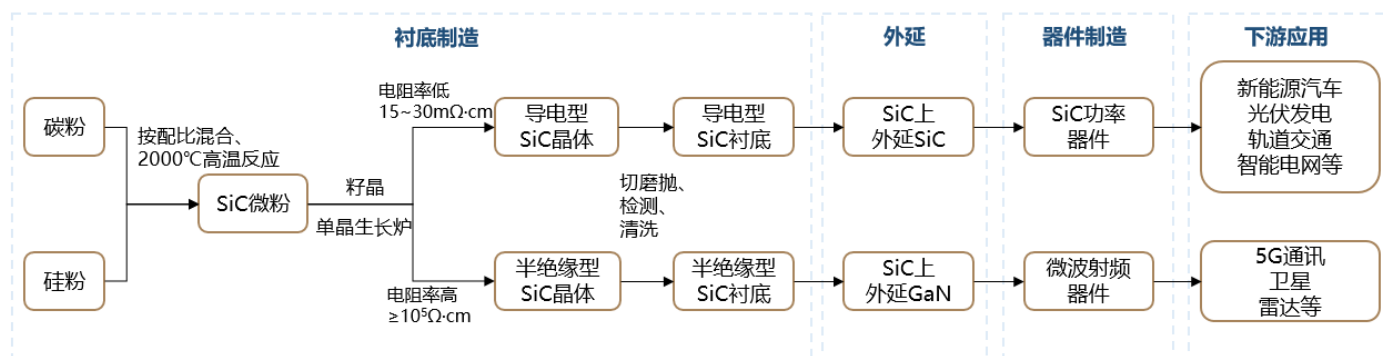 衬底制造
外延
器件制造
下游应用
碳粉
硅粉
按配比混合、
2000℃高温反应
SiC微粉
籽晶
单晶生长炉
电阻率低
15~30mΩ·cm
导电型
SiC晶体
导电型
SiC衬底
SiC上
外延SiC
SiC功率
器件
新能源汽车
光伏发电
轨道交通
智能电网等
切磨抛、
检测、
清洗
电阻率高
≥10⁵Ω·cm
半绝缘型
SiC晶体
半绝缘型
SiC衬底
SiC上
外延GaN
微波射频
器件
5G通讯
卫星
雷达等